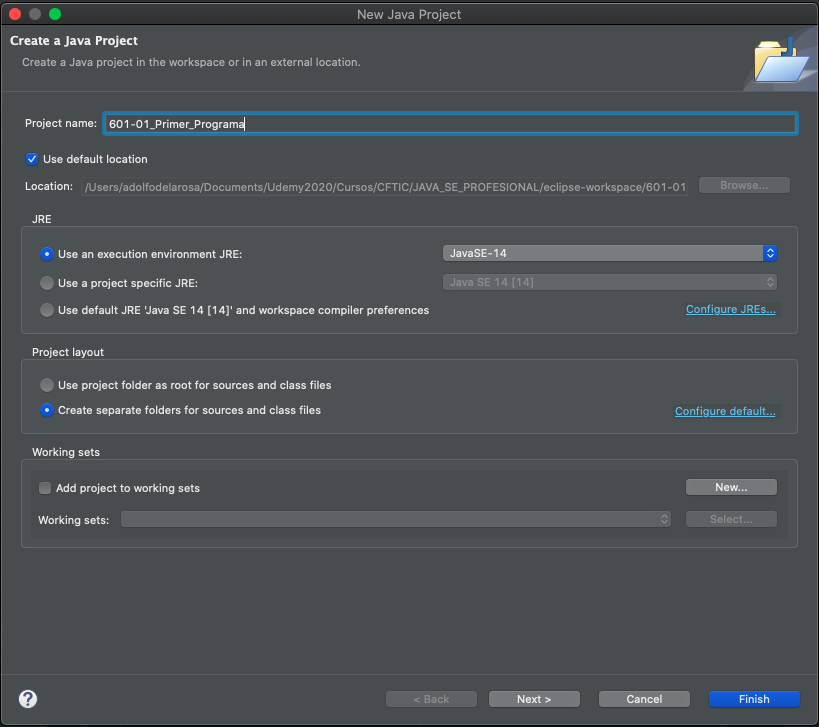 New Java Project
Create a Java Project
Create a Java project in the workspace or in an external location.
Project name: 601-01_Primer_Programa
Use default location
Location: /Users/adolfodelarosa/Documents/Udemy2020/Cursos/CFTIC/JAVA_SE_PROFESIONAL/eclipse-workspace/601-01 Browse...
JRE
Use an execution environment JRE: JavaSE-14
Use a project specific JRE: Java SE 14 [14]
Use default JRE 'Java SE 14 [14]' and workspace compiler preferences Configure JREs...
Project layout
Use project folder as root for sources and class files
Create separate folders for sources and class files Configure default...
Working sets
Add project to working sets New...
Working sets: Select...
? < Back Next > Cancel Finish